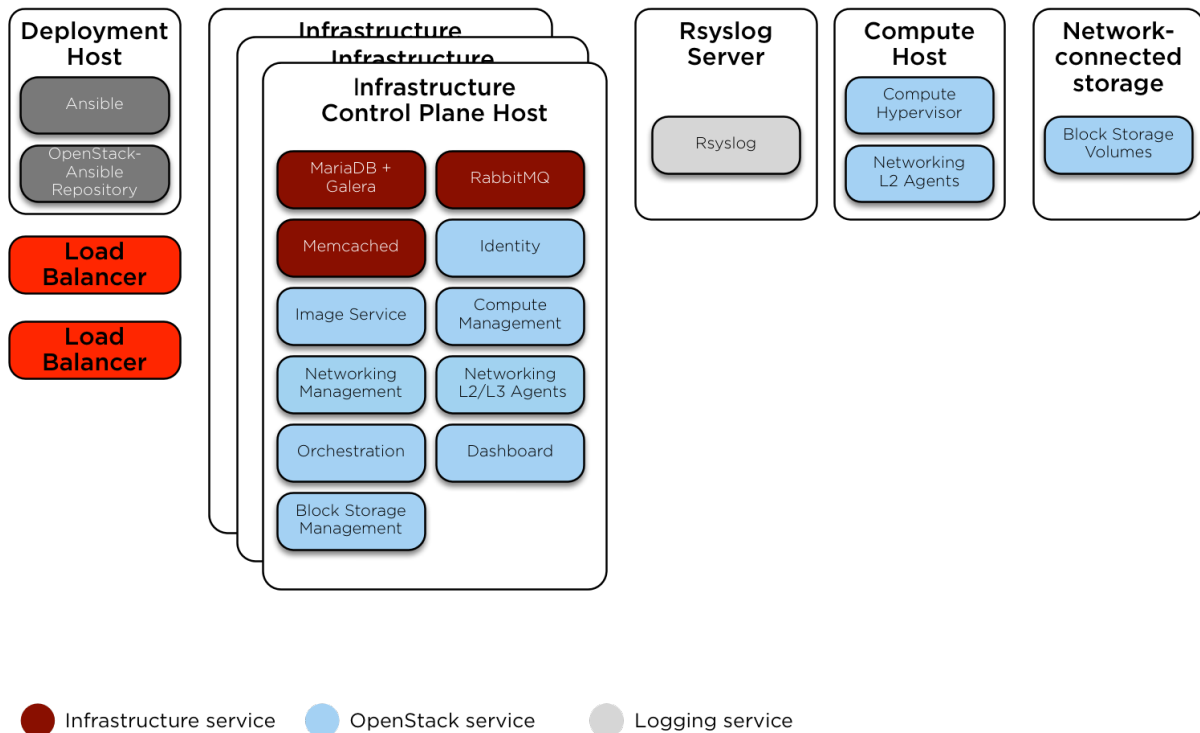 Deployment
Host
Ansible
OpenStack-
Ansible
Repository
Load
Balancer
Load
Balancer
Infrastructure
Infrastructure
Infrastructure
Control Plane Host
MariaDB +
Galera
RabbitMQ
Memcached
Identity
Image Service
Compute
Management
Networking
Management
Networking
L2/L3 Agents
Orchestration
Dashboard
Block Storage
Management
Rsyslog
Server
Rsyslog
Compute
Host
Compute
Hypervisor
Networking
L2 Agents
Network-
connected
storage
Block Storage
Volumes
Infrastructure service
OpenStack service
Logging service